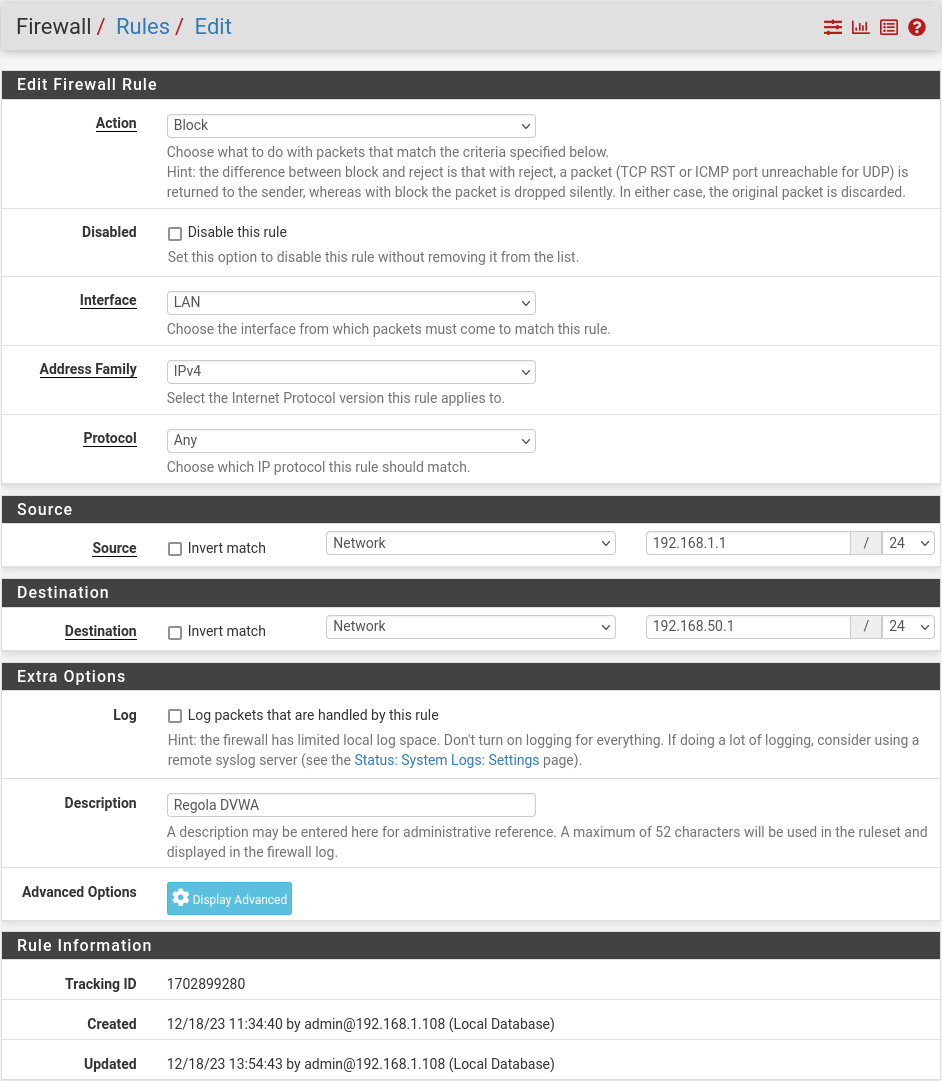 Firewall / Rules / Edit
Edit Firewall Rule
Action
Block
Choose what to do with packets that match the criteria specified below.
Hint: the difference between block and reject is that with reject, a packet (TCP RST or ICMP port unreachable for UDP) is
returned to the sender, whereas with block the packet is dropped silently. In either case, the original packet is discarded.
Disabled
Disable this rule
Set this option to disable this rule without removing it from the list.
Interface
LAN
Choose the interface from which packets must come to match this rule.
Address Family
IPv4
Select the Internet Protocol version this rule applies to.
Protocol
Any
Choose which IP protocol this rule should match.
Source
Source
Invert match
Network
192.168.1.1
/
24
Destination
Destination
Invert match
Network
192.168.50.1
/
24
Extra Options
Log
Log packets that are handled by this rule
Hint: the firewall has limited local log space. Don't turn on logging for everything. If doing a lot of logging, consider using a
remote syslog server (see the Status: System Logs: Settings page).
Description
Regola DVWA
A description may be entered here for administrative reference. A maximum of 52 characters will be used in the ruleset and
displayed in the firewall log.
Advanced Options
Display Advanced
Rule Information
Tracking ID
1702899280
Created
12/18/23 11:34:40 by admin@192.168.1.108 (Local Database)
Updated
12/18/23 13:54:43 by admin@192.168.1.108 (Local Database)